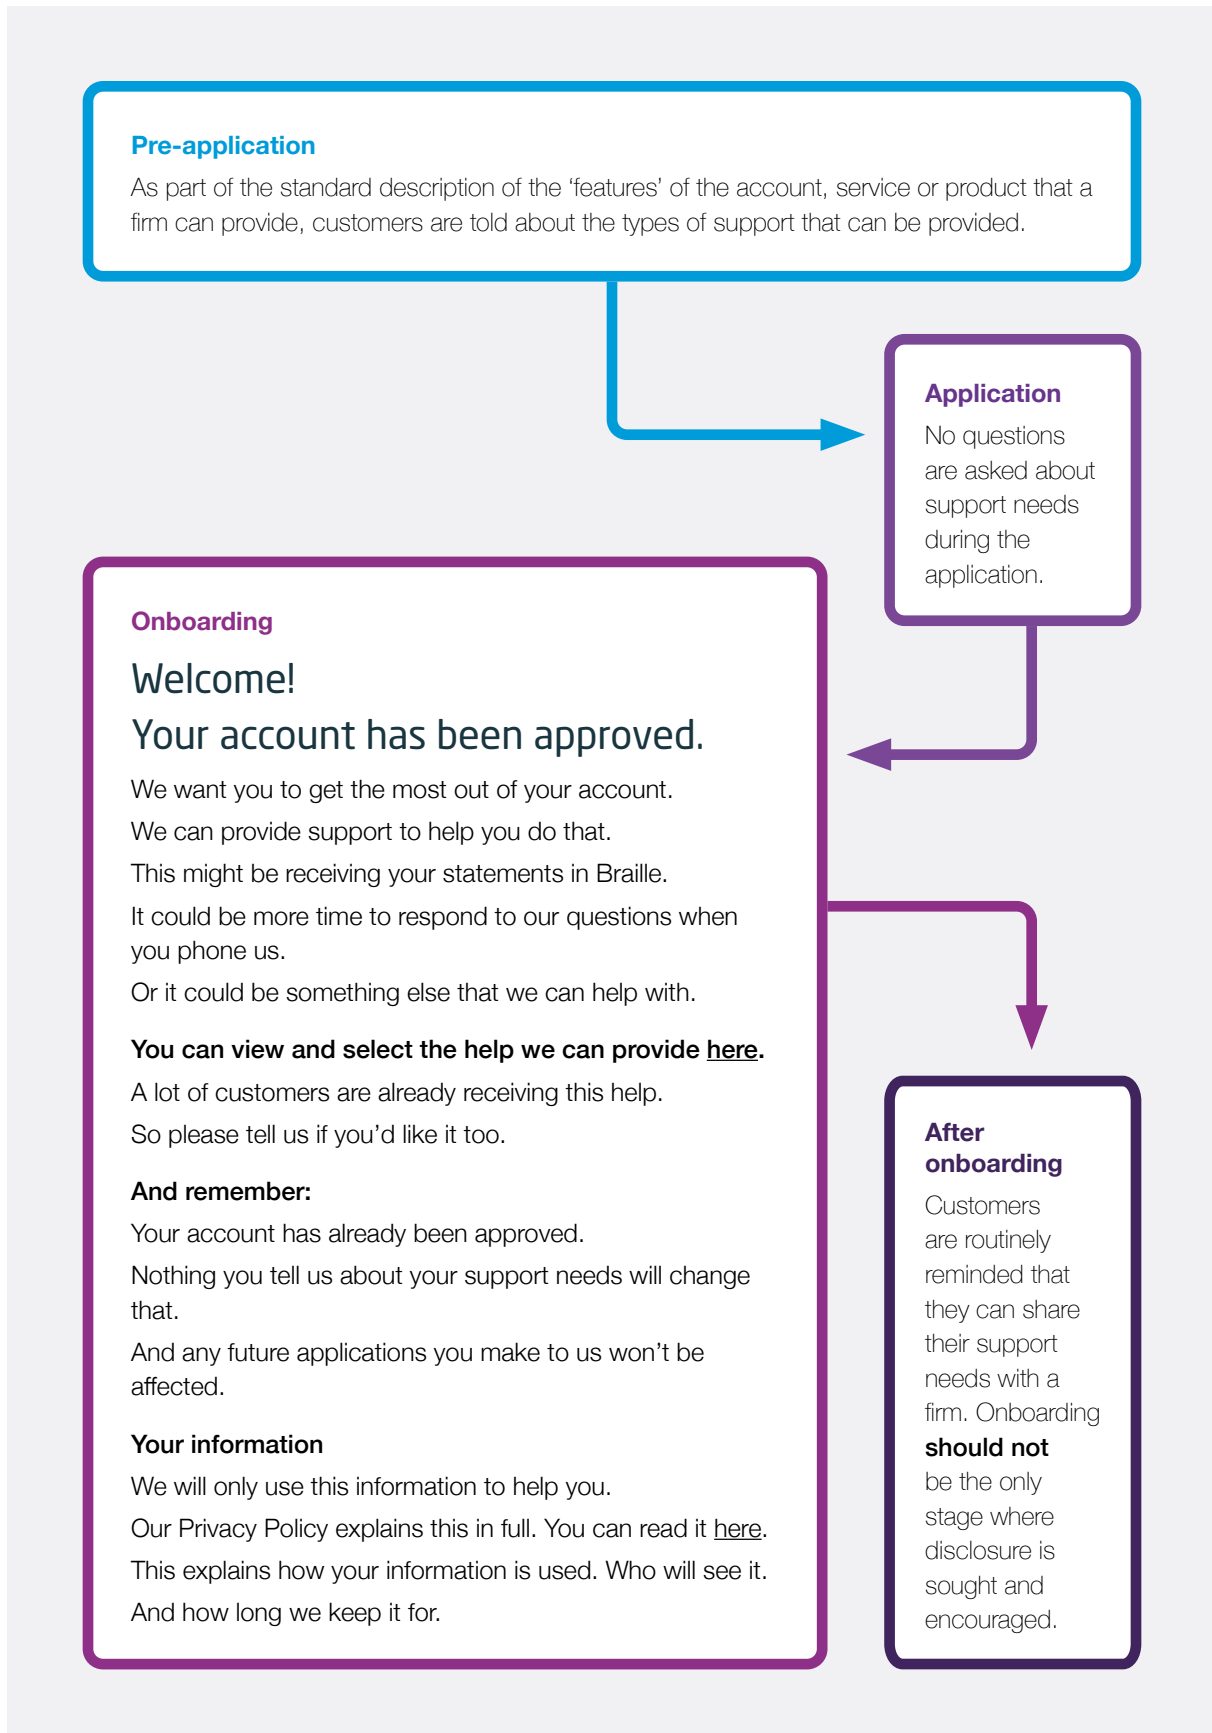 Pre-application
As part of the standard description of the ‘features’ of the account, service or product that a
firm can provide, customers are told about the types of support that can be provided.
Application
No questions
are asked about
support needs
during the
application.
Onboarding
Welcome!
Your account has been approved.
We want you to get the most out of your account.
We can provide support to help you do that.
This might be receiving your statements in Braille.
It could be more time to respond to our questions when
you phone us.
Or it could be something else that we can help with.
You can view and select the help we can provide here.
A lot of customers are already receiving this help.
So please tell us if you’d like it too.
And remember:
Your account has already been approved.
Nothing you tell us about your support needs will change
that.
And any future applications you make to us won’t be
affected.
Your information
We will only use this information to help you.
Our Privacy Policy explains this in full. You can read it here.
This explains how your information is used. Who will see it.
And how long we keep it for.
After
onboarding
Customers
are routinely
reminded that
they can share
their support
needs with a
firm. Onboarding
should not
be the only
stage where
disclosure is
sought and
encouraged.